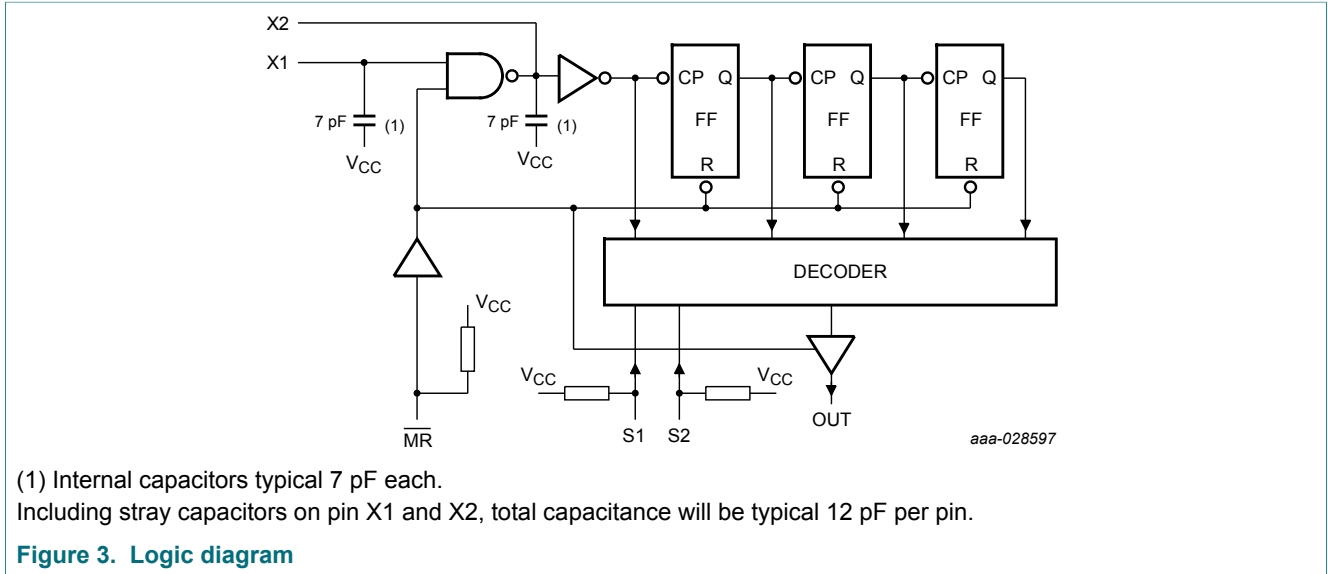 X2
X1
7 pF (1)
VCC
7 pF (1)
VCC
CP Q
FF
R
CP Q
FF
R
CP Q
FF
R
DECODER
VCC
VCC
VCC
MR
S1
S2
OUT
aaa-028597
(1) Internal capacitors typical 7 pF each.
Including stray capacitors on pin X1 and X2, total capacitance will be typical 12 pF per pin.
Figure 3. Logic diagram